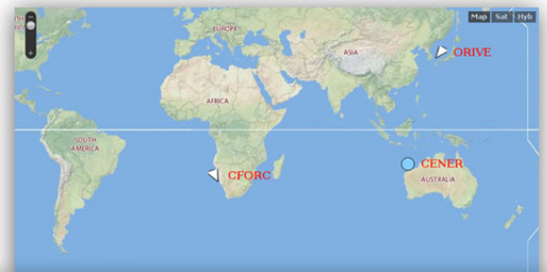 Map Sat Hyb
EUROPE
ASIA
ORIVE
AFRICA
SOUTH
AMERICA
CENER
CFORC
AUSTRALIA